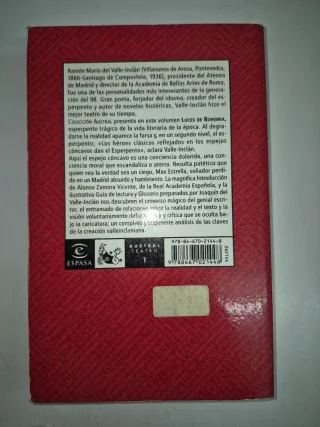 Ramón María del Valle-Inclán (Villanueva de Arosa, Pontevedra,
1866-Santiago de Compostela, 1936), presidente del Ateneo
de Madrid y director de la Academia de Bellas Artes de Roma,
fue una de las personalidades más interesantes de la genera-
ción del 98. Gran poeta, forjador del idioma, creador del es-
perpento y autor de novelas históricas, Valle-Inclán hizo el
mejor teatro de su tiempo.
COLECCIÓN AUSTRAL presenta en este volumen LUCES DE BOHEMIA,
esperpento trágico de la vida literaria de la época. Al degra-
darse la realidad aparece la farsa y, en un segundo nivel, el es-
perpento; «Los héroes clásicos reflejados en los espejos
cóncavos dan el Esperpento», aclara Valle-Inclán.
Aquí el espejo cóncavo es una conciencia dolorida, una con-
ciencia moral que escandaliza o aterra. Resulta patético que
quien vea la verdad sea un ciego, Max Estrella, soñador perdi-
do en un Madrid absurdo y hambriento. La magnífica Introducción
de Alonso Zamora Vicente, de la Real Academia Española, y la
ilustrativa Guía de lectura y Glosario preparados por Joaquín del
Valle-Inclán nos descubren el universo mágico del genial escri-
tor, el entramado de relaciones entre la realidad y el texto y la
visión voluntariamente deformada y crítica que se oculta ba-
jo la caricatura; un completo y sugerente análisis de las claves
de la creación valleinclaniana.
ESPASA
AUSTRAL
TEATRO
978-84-670-2144-8
262144
9 788467 021448